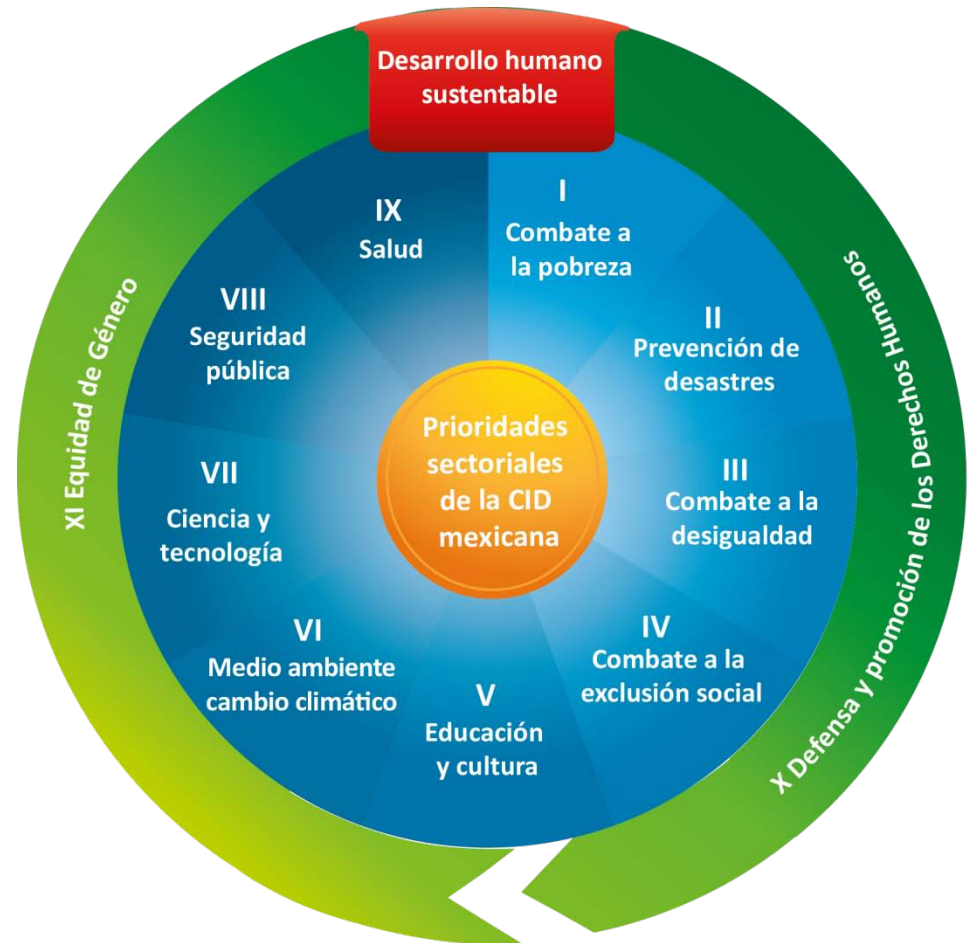 Desarrollo humano
sustentable
I
Combate a
la pobreza
II
Prevención de
desastres
III
Combate a la
desigualdad
IV
Combate a la
exclusión social
V
Educación
y cultura
VI
Medio ambiente
cambio climático
VII
Ciencia y
tecnología
VIII
Seguridad
pública
IX
Salud
Prioridades
sectoriales
de la CID
mexicana
X Defensa y promoción de los Derechos Humanos
XI Equidad de Género